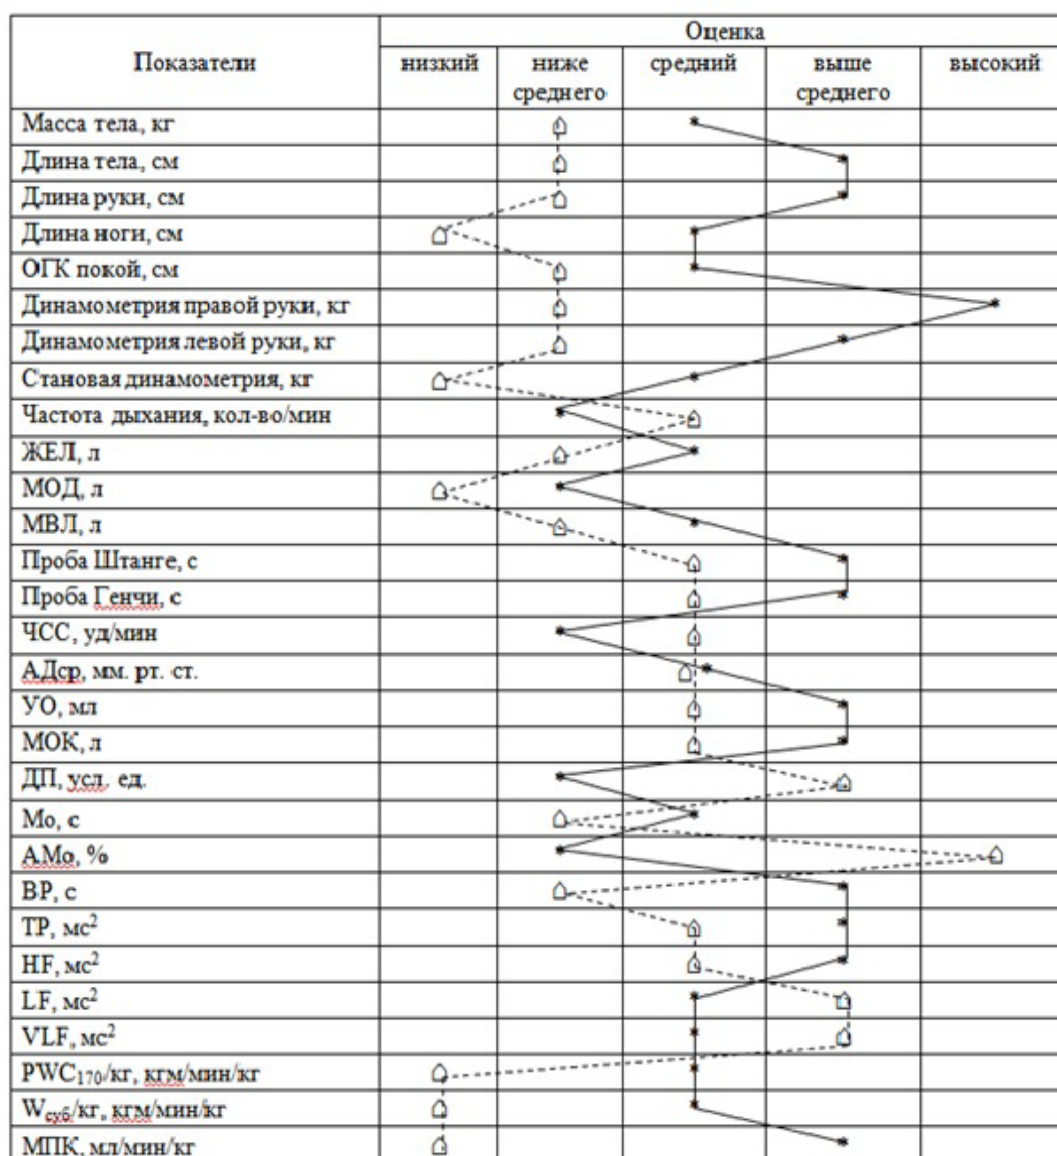 Показатели
Оценка
низкий
ниже среднего
средний
выше среднего
высокий
Масса тела, кг
Длина тела, см
Длина руки, см
Длина ноги, см
ОГК покой, см
Динамометрия правой руки, кг
Динамометрия левой руки, кг
Становая динамометрия, кг
Частота дыхания, кол-во/мин
ЖЕЛ, л
МОД, л
МВЛ, л
Проба Штанге, с
Проба Генчи, с
ЧСС, уд/мин
АДср, мм. рт. ст.
УО, мл
МОК, л
ДП, усл. ед.
Мо, с
АМо, %
ВР, с
ТР, мс²
HF, мс²
LF, мс²
VLF, мс²
PWC₁₇₀/кг, кгм/мин/кг
Wсуб/кг, кгм/мин/кг
МПК, мл/мин/кг